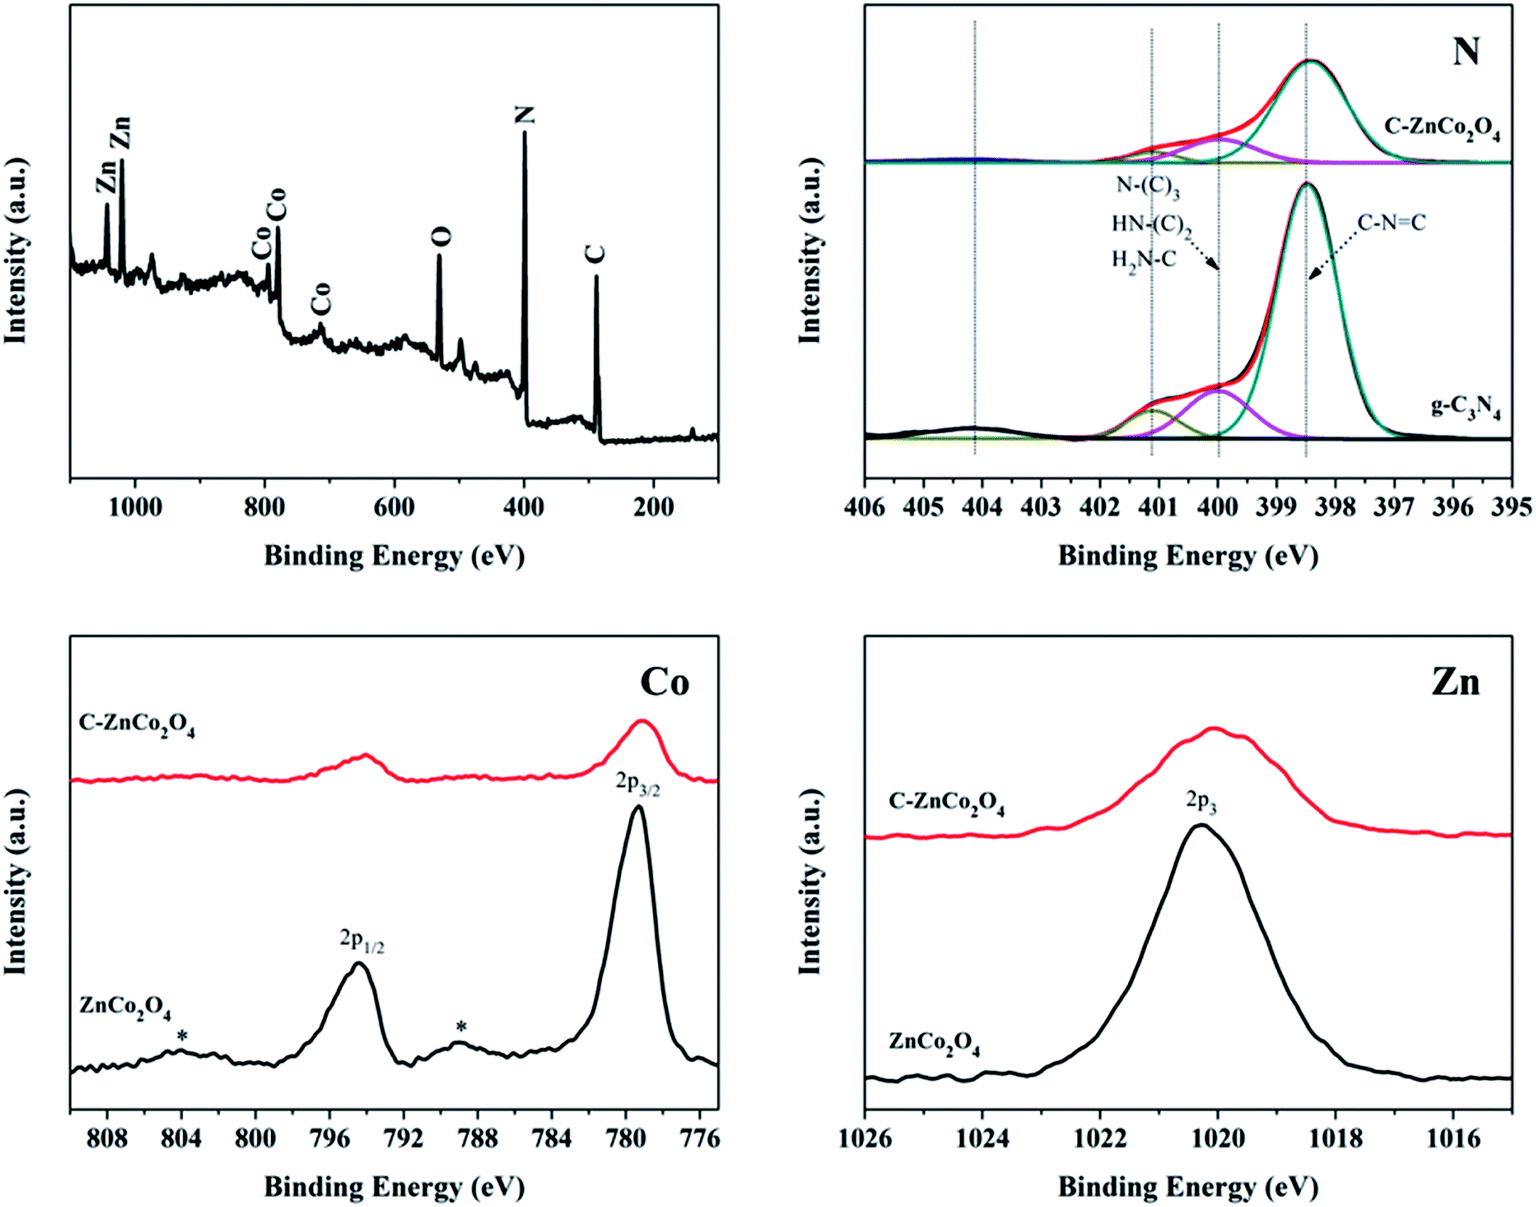 Intensity (a.u.)
Zn
Zn
Co
Co
Co
O
N
C
1000 800 600 400 200
Binding Energy (eV)
Intensity (a.u.)
N
C-ZnCo₂O₄
N-(C)₃
HN-(C)₂
H₂N-C
C-N=C
g-C₃N₄
406 405 404 403 402 401 400 399 398 397 396 395
Binding Energy (eV)
Intensity (a.u.)
Co
C-ZnCo₂O₄
2p₃/₂
2p₁/₂
ZnCo₂O₄
*
*
808 804 800 796 792 788 784 780 776
Binding Energy (eV)
Intensity (a.u.)
Zn
C-ZnCo₂O₄
2p₃
ZnCo₂O₄
1026 1024 1022 1020 1018 1016
Binding Energy (eV)